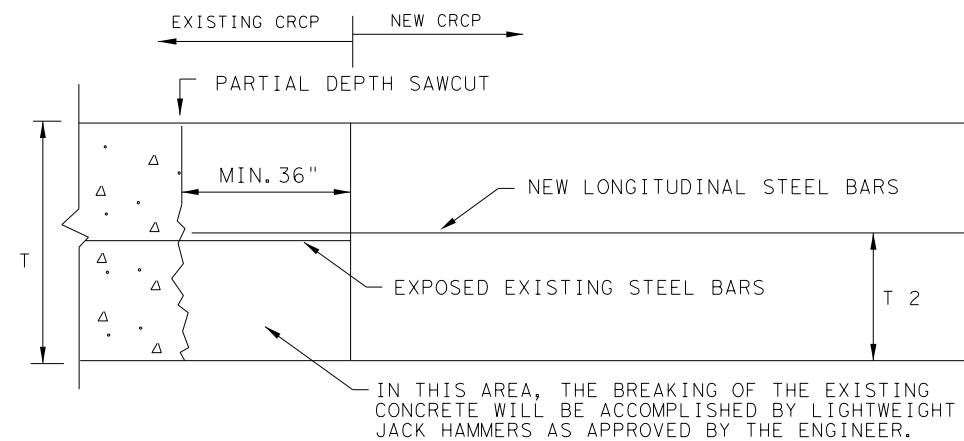 EXISTING CRCP
NEW CRCP
PARTIAL DEPTH SAWCUT
MIN. 36"
NEW LONGITUDINAL STEEL BARS
T
EXPOSED EXISTING STEEL BARS
T 2
IN THIS AREA, THE BREAKING OF THE EXISTING
CONCRETE WILL BE ACCOMPLISHED BY LIGHTWEIGHT
JACK HAMMERS AS APPROVED BY THE ENGINEER.